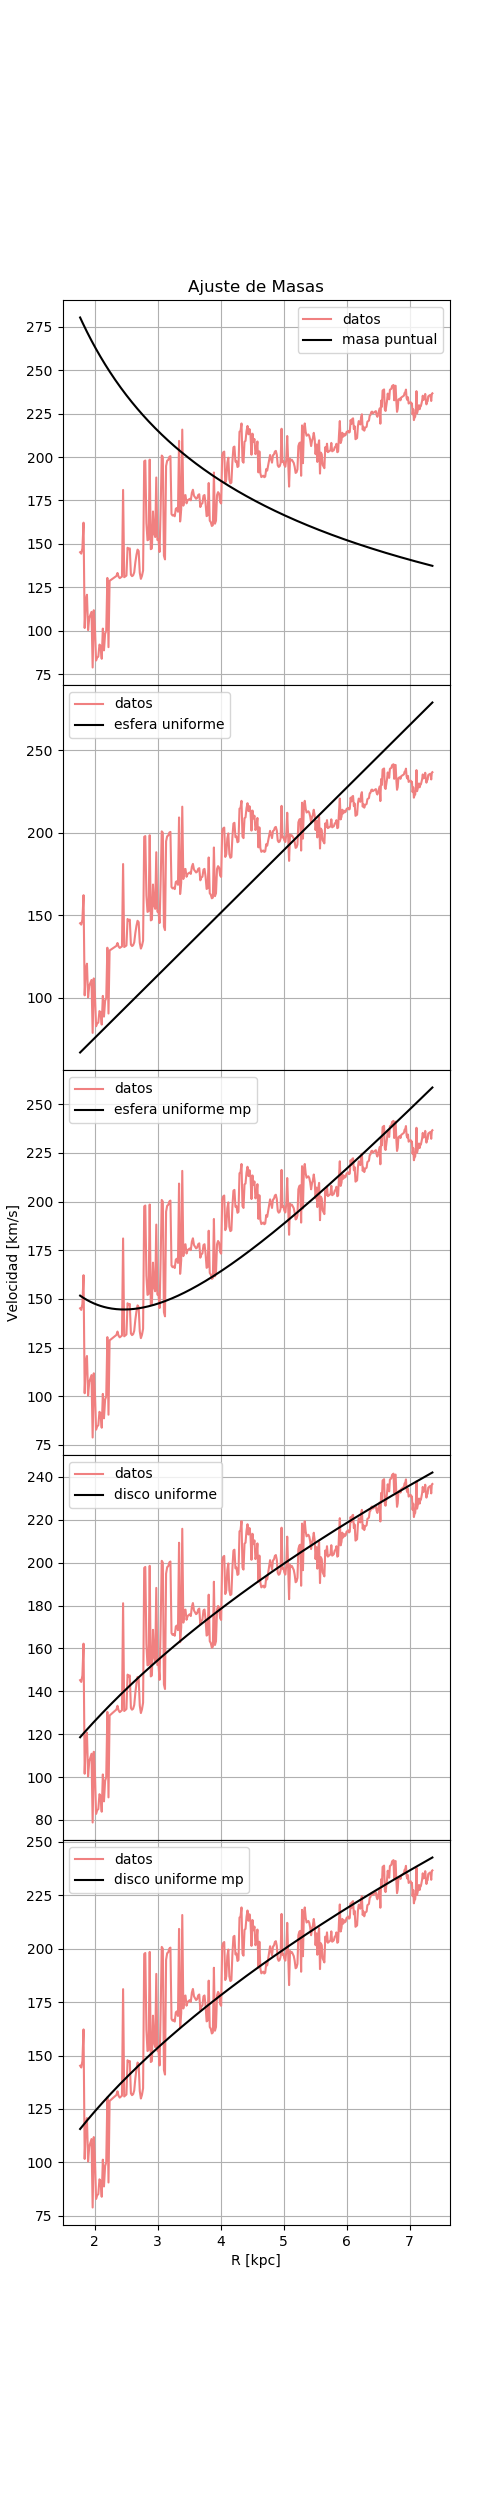 Ajuste de Masas
datos
masa puntual
275
250
225
200
175
150
125
100
75
datos
esfera uniforme
250
200
150
100
datos
esfera uniforme mp
250
225
200
175
150
125
100
75
Velocidad [km/s]
datos
disco uniforme
240
220
200
180
160
140
120
100
80
datos
disco uniforme mp
250
225
200
175
150
125
100
75
2 3 4 5 6 7
R [kpc]